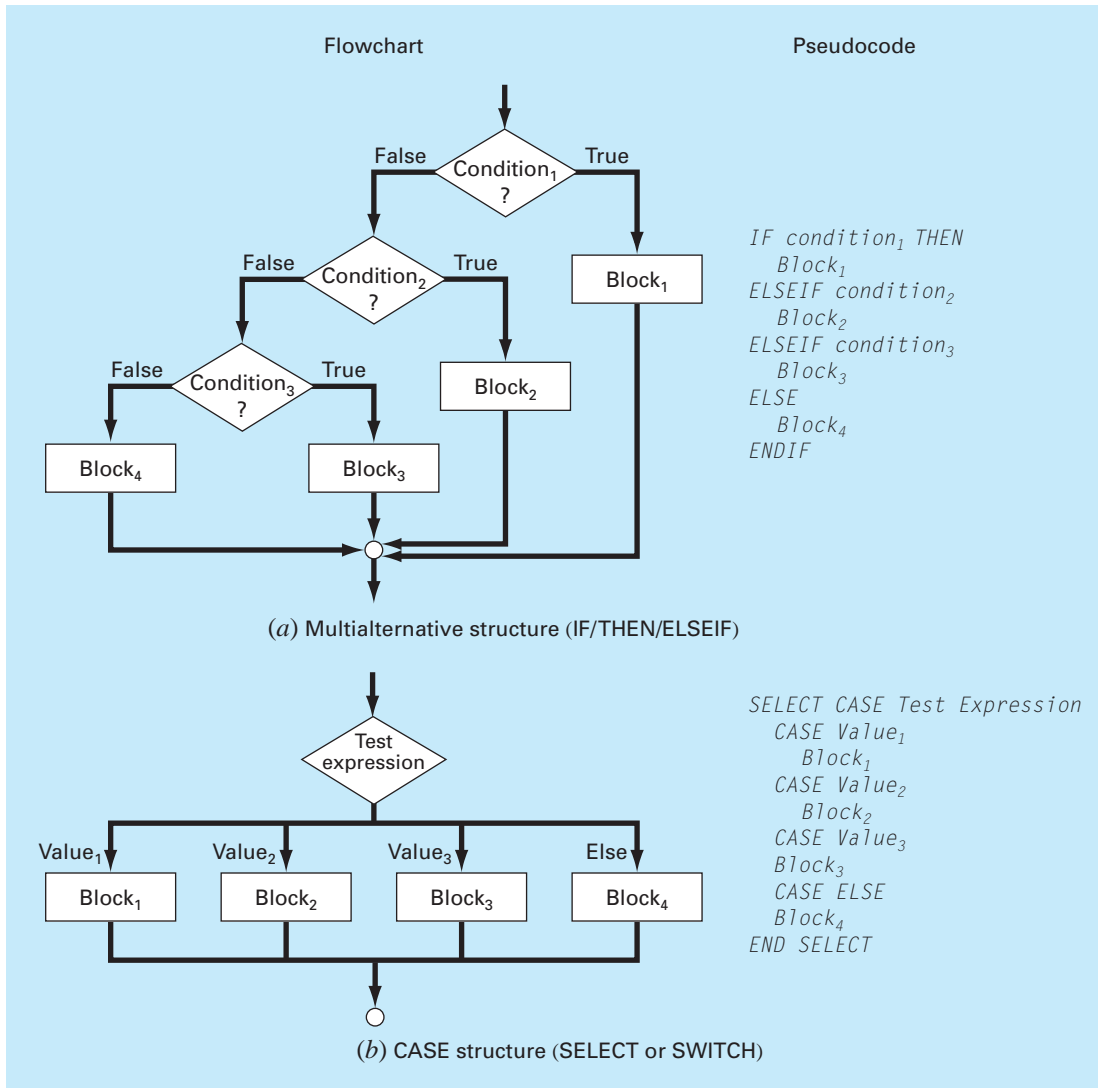 Flowchart
Pseudocode
False
Condition₁
?
True
False
Condition₂
?
True
Block₁
False
Condition₃
?
True
Block₂
Block₄
Block₃
IF condition₁ THEN
Block₁
ELSEIF condition₂
Block₂
ELSEIF condition₃
Block₃
ELSE
Block₄
ENDIF
(a) Multialternative structure (IF/THEN/ELSEIF)
Test
expression
Value₁
Value₂
Value₃
Else
Block₁
Block₂
Block₃
Block₄
SELECT CASE Test Expression
CASE Value₁
Block₁
CASE Value₂
Block₂
CASE Value₃
Block₃
CASE ELSE
Block₄
END SELECT
(b) CASE structure (SELECT or SWITCH)